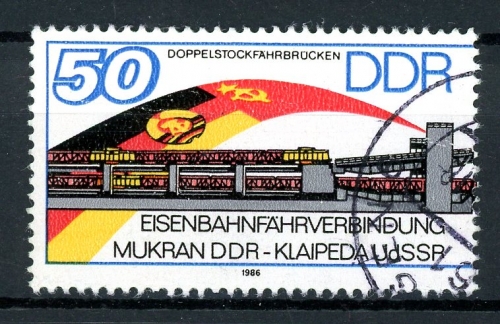 50 DOPPELSTOCKFÄHRBRÜCKEN DDR
EISENBAHNFÄHRVERBINDUNG
MUKRAN DDR-KLAIPEDA UdSSR
1986